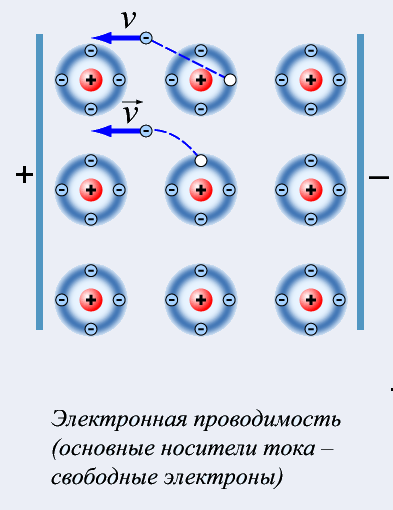 v
v
+
−
Электронная проводимость
(основные носители тока –
свободные электроны)